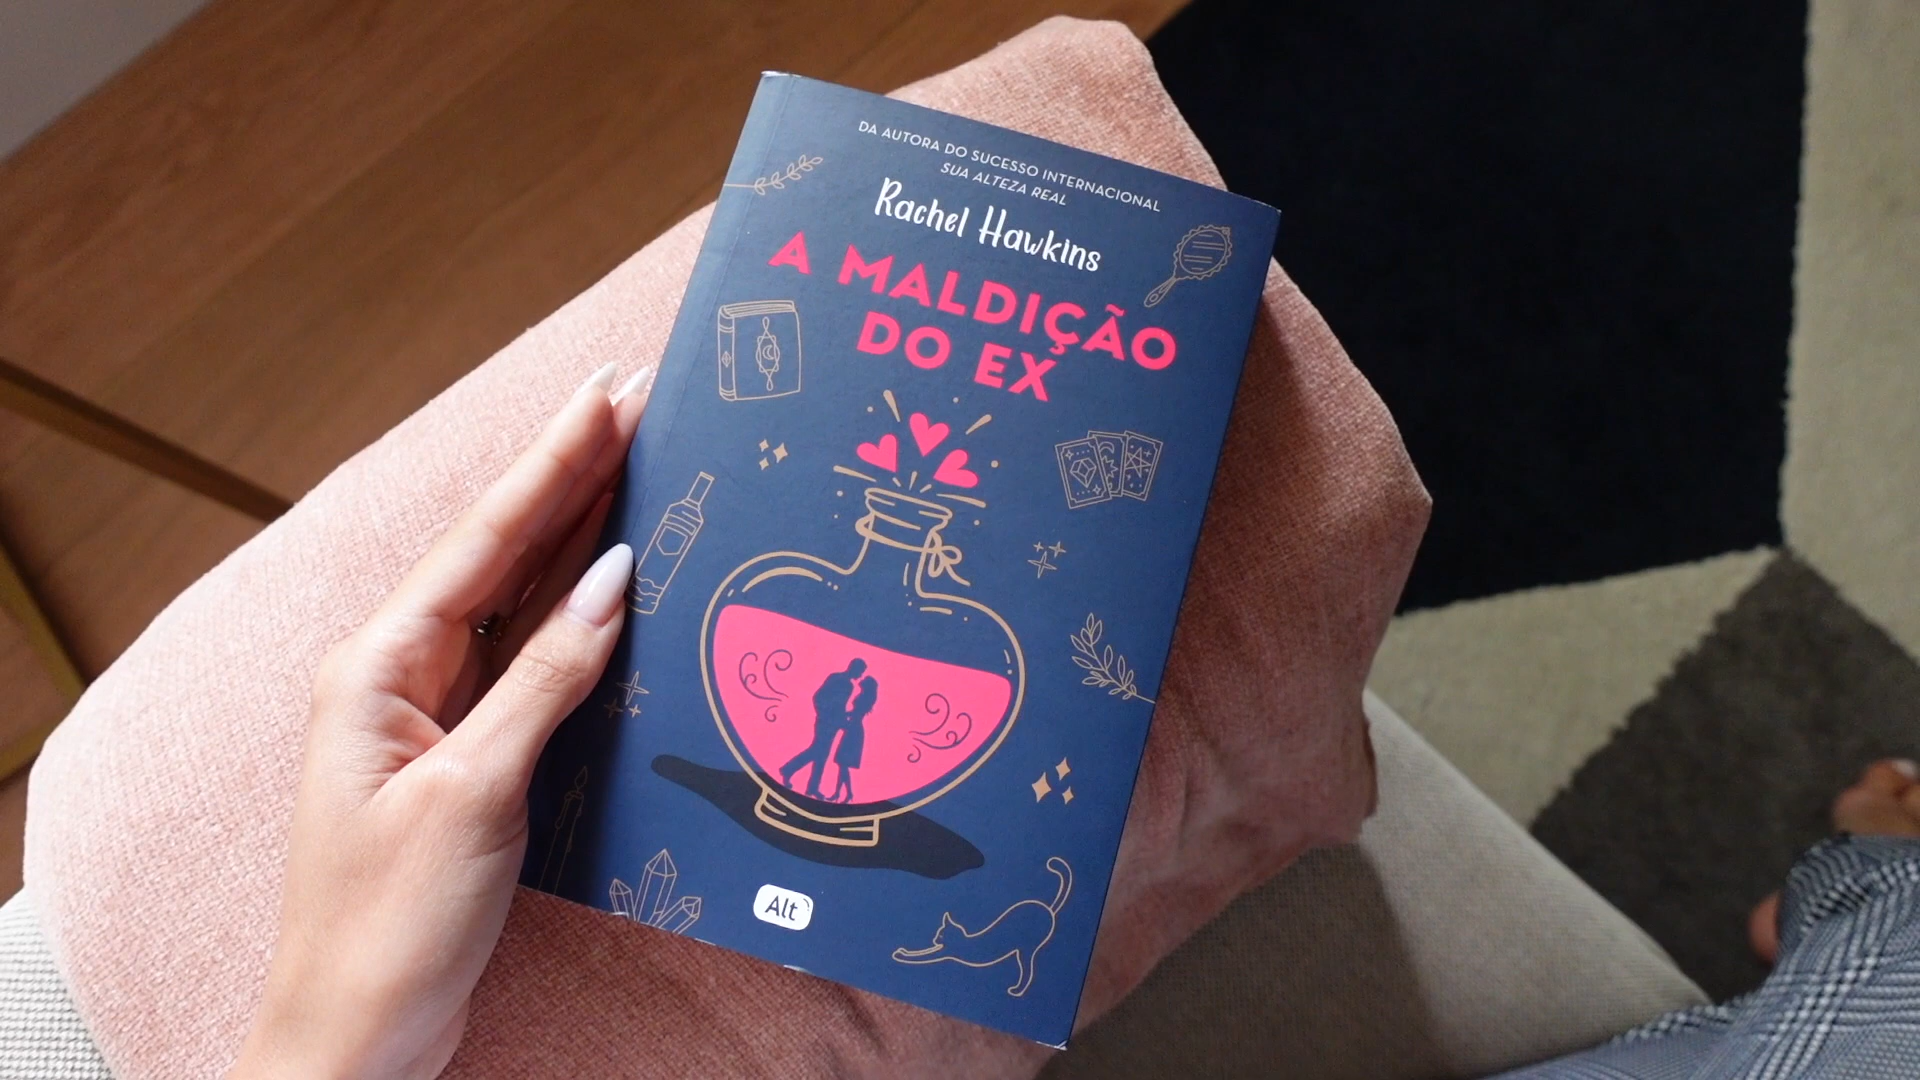 DA AUTORA DO SUCESSO INTERNACIONAL
SUA ALTEZA REAL
Rachel Hawkins
A MALDIÇÃO
DO EX
Alt